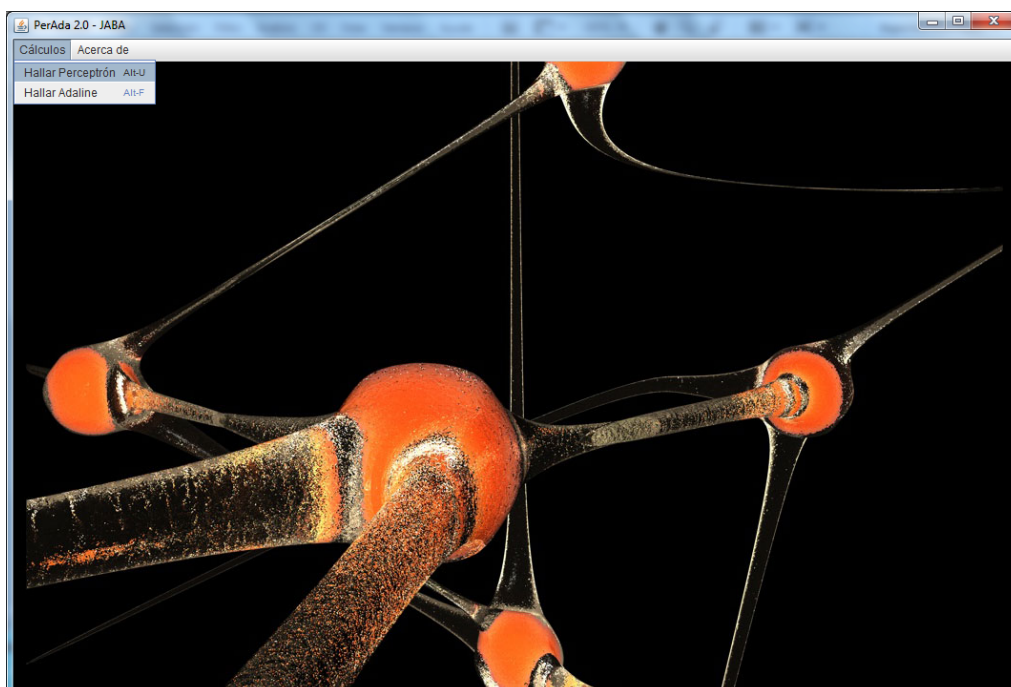 PerAda 2.0 - JABA
Cálculos Acerca de
Hallar Perceptrón Alt-U
Hallar Adaline Alt-F